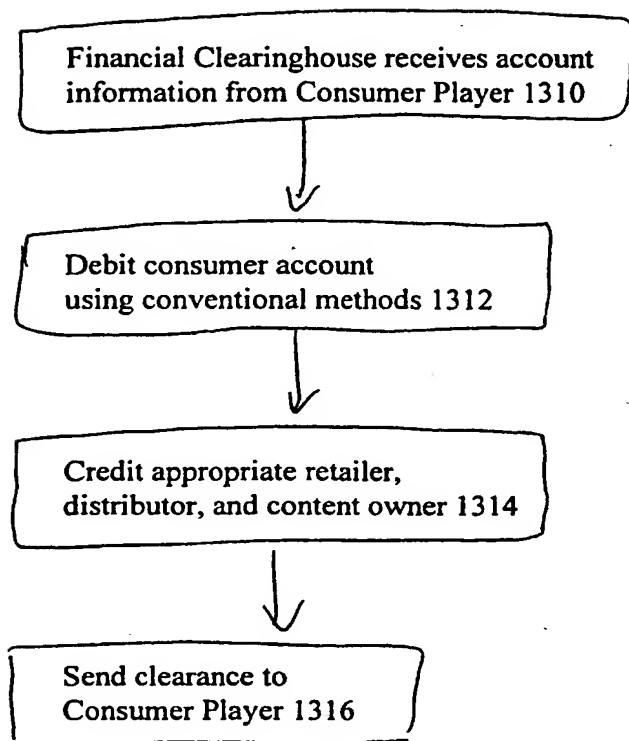 Financial Clearinghouse receives account
information from Consumer Player 1310
Debit consumer account
using conventional methods 1312
Credit appropriate retailer,
distributor, and content owner 1314
Send clearance to
Consumer Player 1316